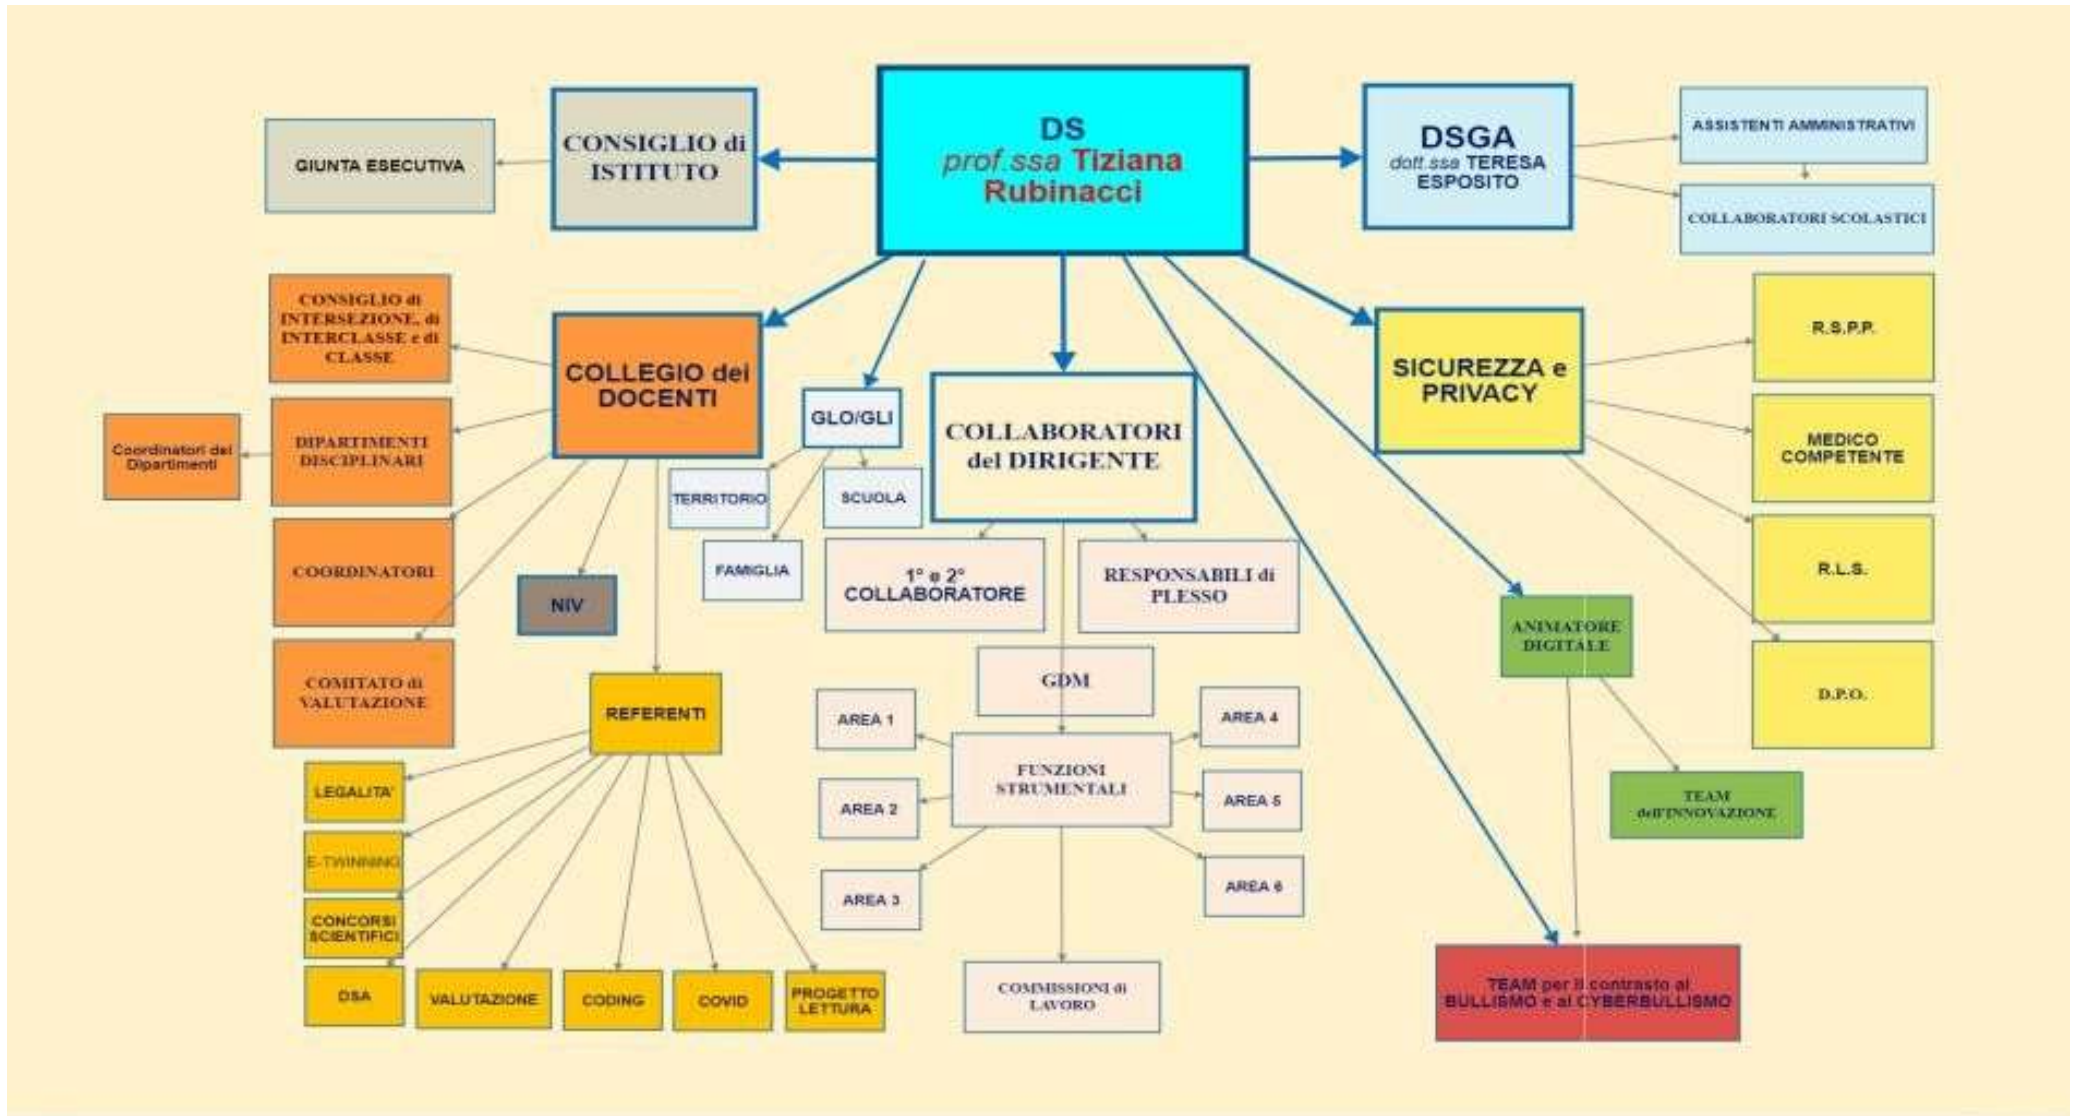 DS
prof.ssa Tiziana
Rubinacci
CONSIGLIO di
ISTITUTO
GIUNTA ESECUTIVA
DSGA
dott.ssa TERESA
ESPOSITO
ASSISTENTI AMMINISTRATIVI
COLLABORATORI SCOLASTICI
CONSIGLIO di
INTERSEZIONE, di
INTERCLASSE e di
CLASSE
COLLEGIO dei
DOCENTI
DIPARTIMENTI
DISCIPLINARI
Coordinatori dei
Dipartimenti
COORDINATORI
COMITATO di
VALUTAZIONE
NIV
REFERENTI
LEGALITA'
E-TWINNING
CONCORSI
SCIENTIFICI
DSA
VALUTAZIONE
CODING
COVID
PROGETTO
LETTURA
GLO/GLI
TERRITORIO
SCUOLA
FAMIGLIA
COLLABORATORI
del DIRIGENTE
1° e 2°
COLLABORATORE
RESPONSABILI di
PLESSO
GDM
FUNZIONI
STRUMENTALI
AREA 1
AREA 2
AREA 3
AREA 4
AREA 5
AREA 6
COMMISSIONI di
LAVORO
SICUREZZA e
PRIVACY
R.S.P.P.
MEDICO
COMPETENTE
R.L.S.
D.P.O.
ANIMATORE
DIGITALE
TEAM
dell'INNOVAZIONE
TEAM per il contrasto al
BULLISMO e al CYBERBULLISMO